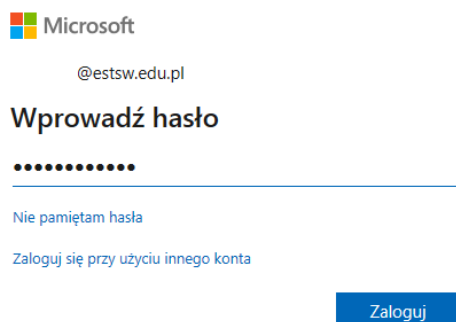 Microsoft
@estsw.edu.pl
Wprowadź hasło
••••••••••••
Nie pamiętam hasła
Zaloguj się przy użyciu innego konta
Zaloguj